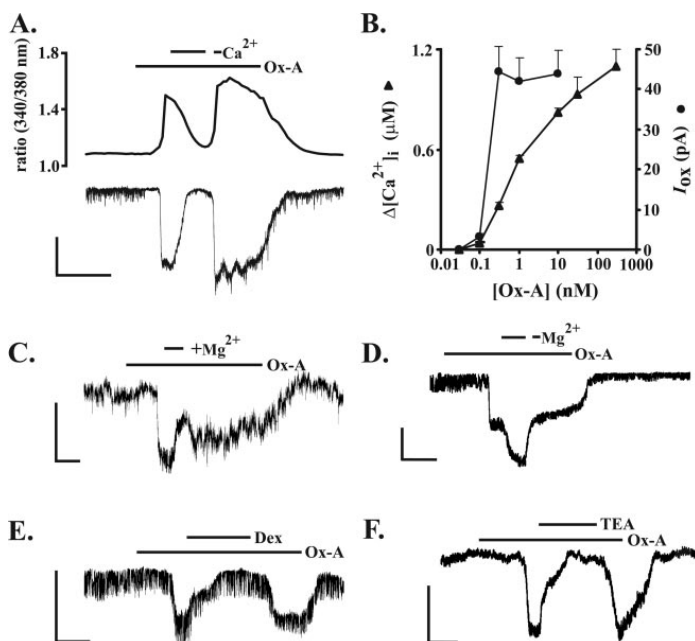 A.
−Ca²⁺
Ox-A
ratio (340/380 nm)
1.8
1.4
1.0
B.
Δ[Ca²⁺]i (μM) ▲
1.2
0.6
0
50
40
30
20
10
0
Iox (pA) ●
0.01 0.1 1 10 100 1000
[Ox-A] (nM)
C.
+Mg²⁺
Ox-A
D.
−Mg²⁺
Ox-A
E.
Dex
Ox-A
F.
TEA
Ox-A